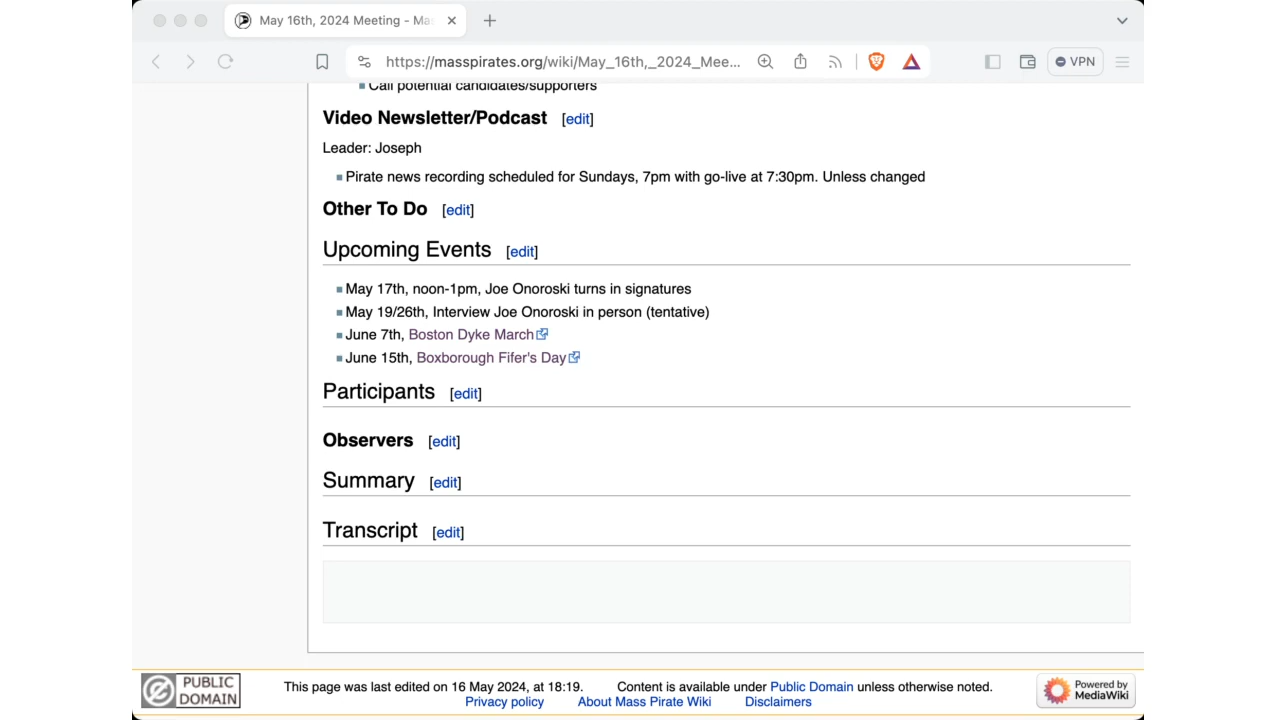 May 16th, 2024 Meeting - Mas
https://masspirates.org/wiki/May_16th,_2024_Mee...
VPN
Call potential candidates/supporters
Video Newsletter/Podcast [edit]
Leader: Joseph
Pirate news recording scheduled for Sundays, 7pm with go-live at 7:30pm. Unless changed
Other To Do [edit]
Upcoming Events [edit]
May 17th, noon-1pm, Joe Onoroski turns in signatures
May 19/26th, Interview Joe Onoroski in person (tentative)
June 7th, Boston Dyke March
June 15th, Boxborough Fifer's Day
Participants [edit]
Observers [edit]
Summary [edit]
Transcript [edit]
PUBLIC DOMAIN
This page was last edited on 16 May 2024, at 18:19. Content is available under Public Domain unless otherwise noted.
Privacy policy About Mass Pirate Wiki Disclaimers
Powered by
MediaWiki